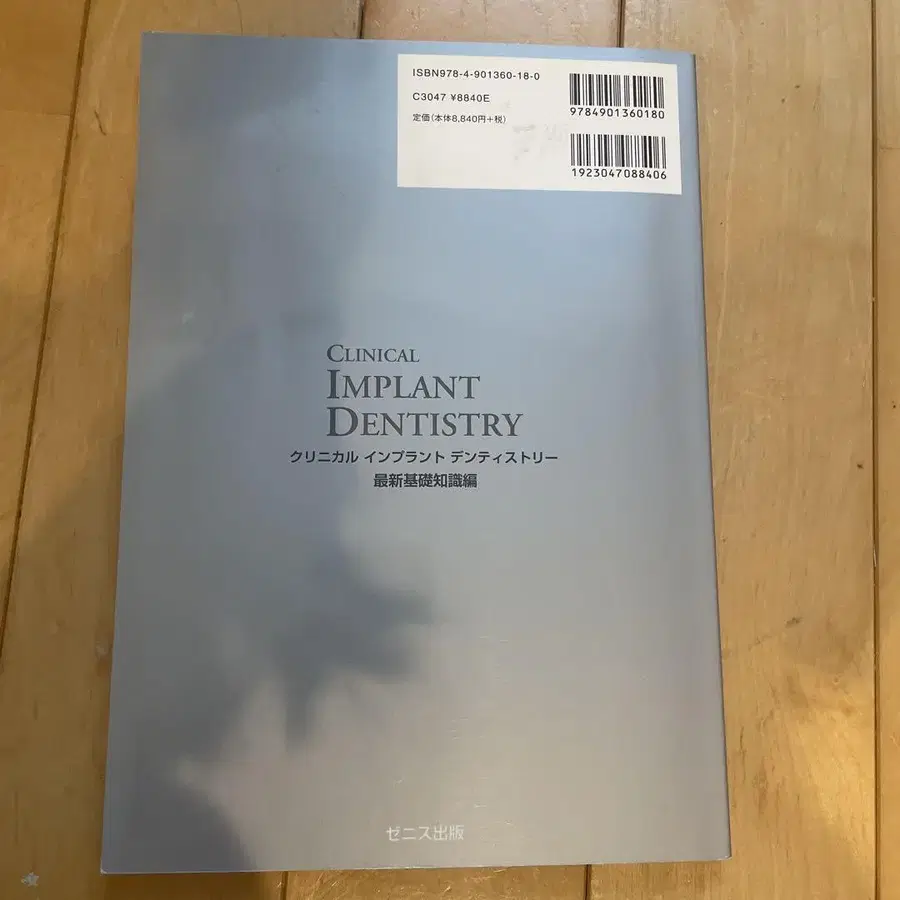 ISBN978-4-901360-18-0
C3047 ¥8840E
定価(本体8,840円+税)
9784901360180
1923047088406
CLINICAL
IMPLANT
DENTISTRY
クリニカル インプラント デンティストリー
最新基礎知識編
ゼニス出版